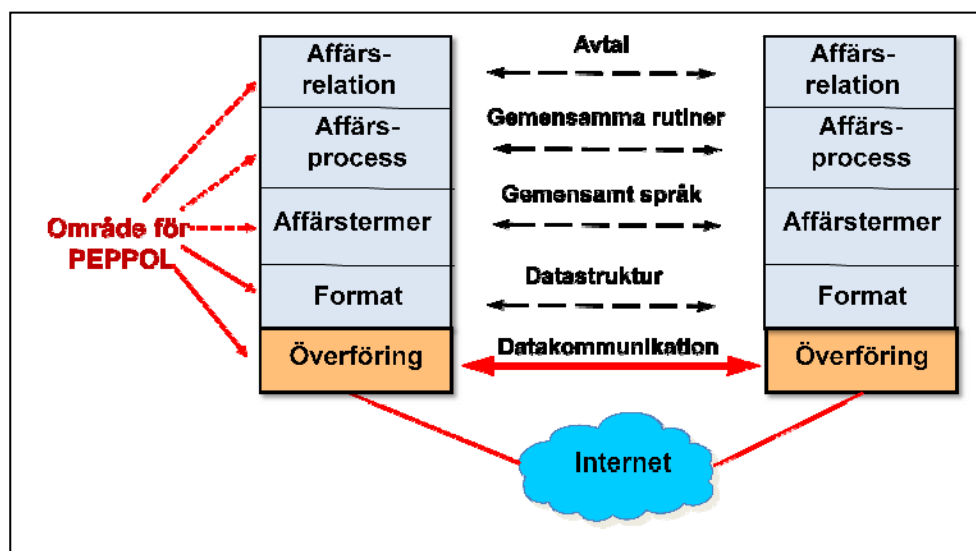 Affärs-
relation
Avtal
Affärs-
relation
Affärs-
process
Gemensamma rutiner
Affärs-
process
Område för
PEPPOL
Affärstermer
Gemensamt språk
Affärstermer
Format
Datastruktur
Format
Överföring
Datakommunikation
Överföring
Internet